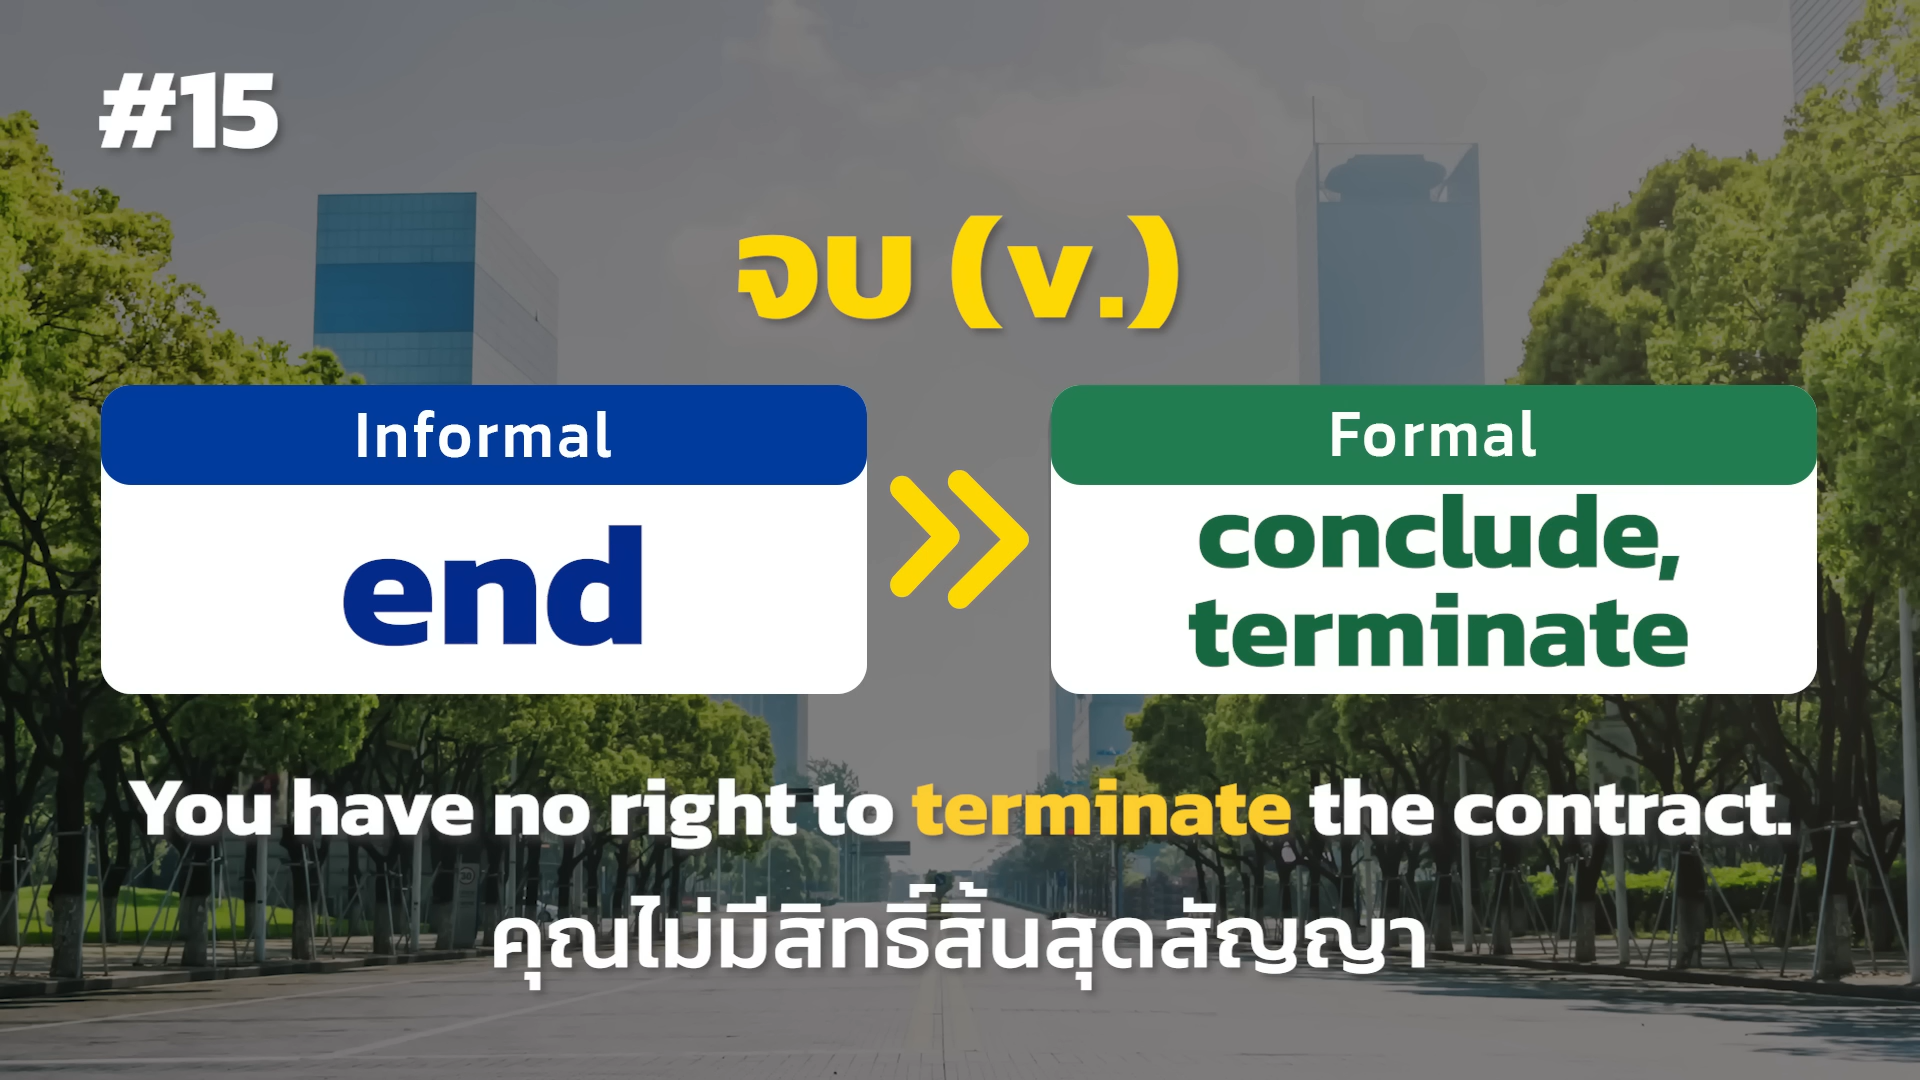 #15
จบ (v.)
Informal
end
Formal
conclude,
terminate
You have no right to terminate the contract.
คุณไม่มีสิทธิ์สิ้นสุดสัญญา